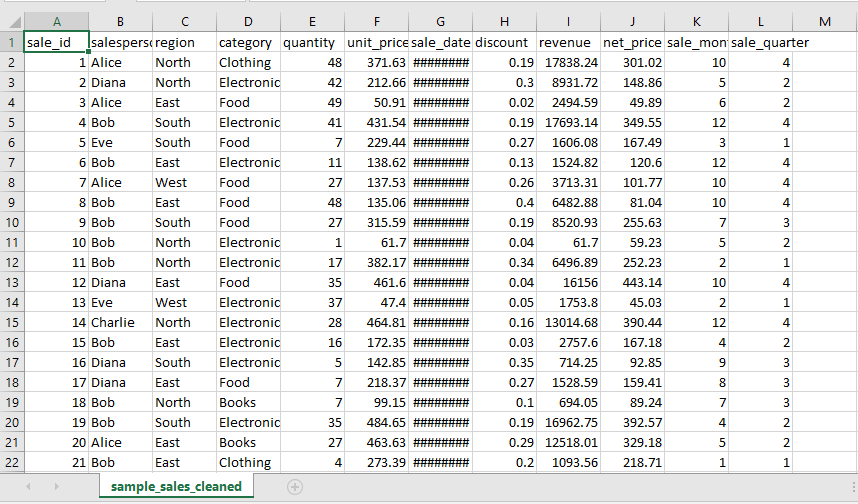 A B C D E F G H I J K L M
1 sale_id salesperso region category quantity unit_price sale_date discount revenue net_price sale_mon sale_quarter
2 1 Alice North Clothing 48 371.63 ######## 0.19 17838.24 301.02 10 4
3 2 Diana North Electronic 42 212.66 ######## 0.3 8931.72 148.86 5 2
4 3 Alice East Food 49 50.91 ######## 0.02 2494.59 49.89 6 2
5 4 Bob South Electronic 41 431.54 ######## 0.19 17693.14 349.55 12 4
6 5 Eve South Food 7 229.44 ######## 0.27 1606.08 167.49 3 1
7 6 Bob East Electronic 11 138.62 ######## 0.13 1524.82 120.6 12 4
8 7 Alice West Food 27 137.53 ######## 0.26 3713.31 101.77 10 4
9 8 Bob East Food 48 135.06 ######## 0.4 6482.88 81.04 10 4
10 9 Bob South Food 27 315.59 ######## 0.19 8520.93 255.63 7 3
11 10 Bob North Electronic 1 61.7 ######## 0.04 61.7 59.23 5 2
12 11 Bob North Electronic 17 382.17 ######## 0.34 6496.89 252.23 2 1
13 12 Diana East Food 35 461.6 ######## 0.04 16156 443.14 10 4
14 13 Eve West Electronic 37 47.4 ######## 0.05 1753.8 45.03 2 1
15 14 Charlie North Electronic 28 464.81 ######## 0.16 13014.68 390.44 12 4
16 15 Bob East Electronic 16 172.35 ######## 0.03 2757.6 167.18 4 2
17 16 Diana South Electronic 5 142.85 ######## 0.35 714.25 92.85 9 3
18 17 Diana East Food 7 218.37 ######## 0.27 1528.59 159.41 8 3
19 18 Bob North Books 7 99.15 ######## 0.1 694.05 89.24 7 3
20 19 Bob South Electronic 35 484.65 ######## 0.19 16962.75 392.57 4 2
21 20 Alice East Books 27 463.63 ######## 0.29 12518.01 329.18 5 2
22 21 Bob East Clothing 4 273.39 ######## 0.2 1093.56 218.71 1 1
sample_sales_cleaned